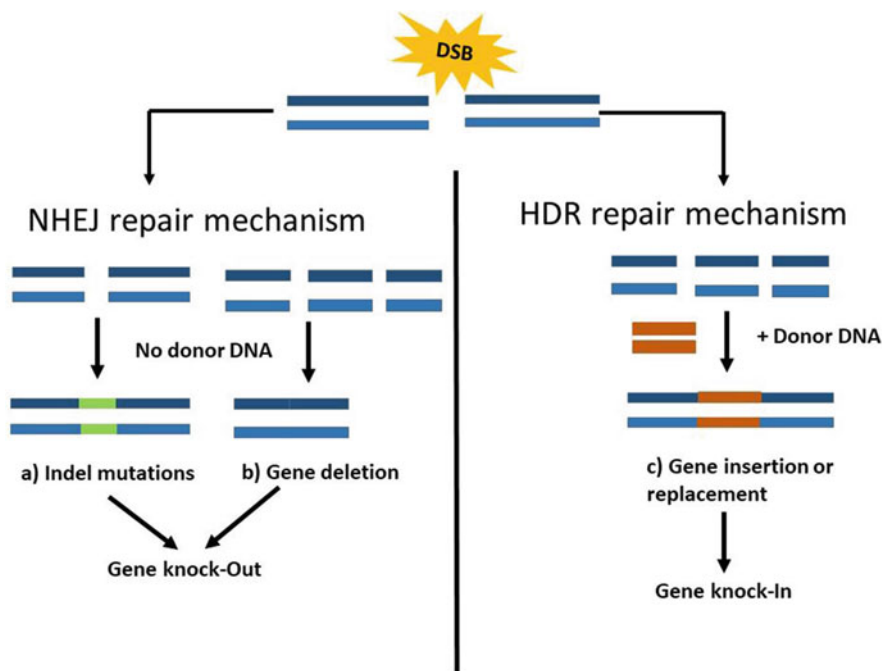 DSB
NHEJ repair mechanism
No donor DNA
a) Indel mutations
b) Gene deletion
Gene knock-Out
HDR repair mechanism
+ Donor DNA
c) Gene insertion or
replacement
Gene knock-In